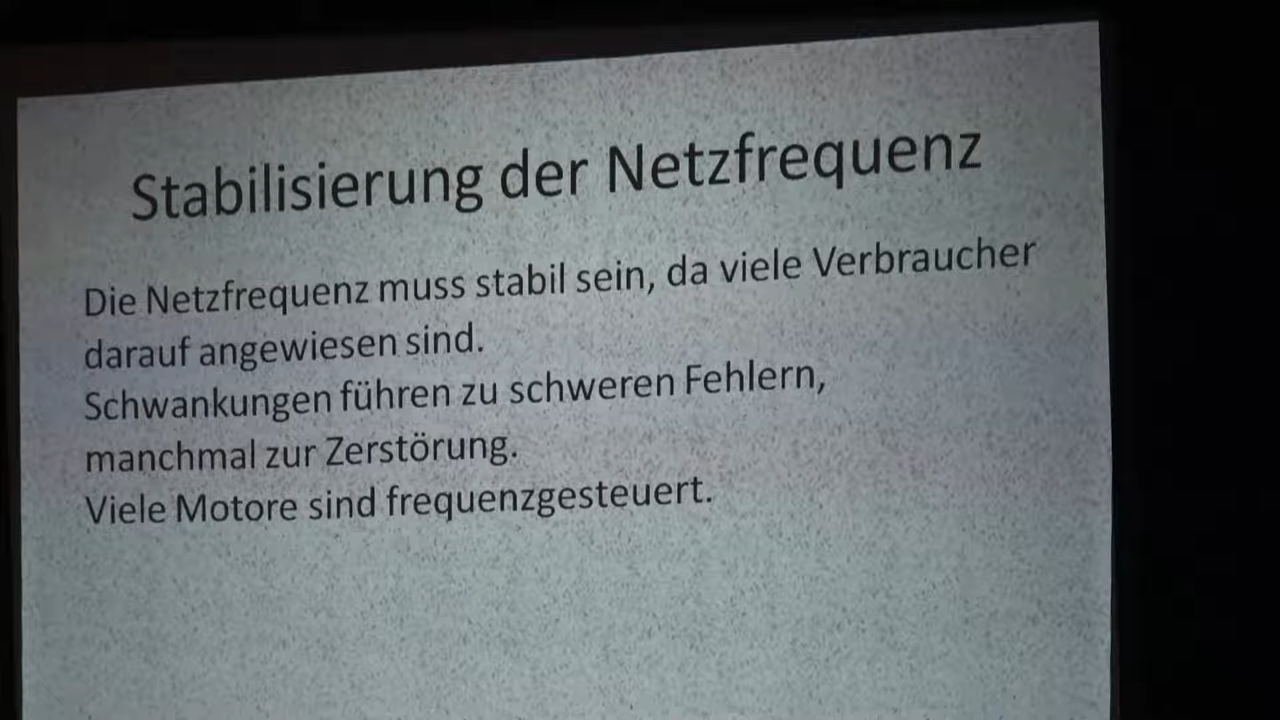 Stabilisierung der Netzfrequenz
Die Netzfrequenz muss stabil sein, da viele Verbraucher
darauf angewiesen sind.
Schwankungen führen zu schweren Fehlern,
manchmal zur Zerstörung.
Viele Motore sind frequenzgesteuert.